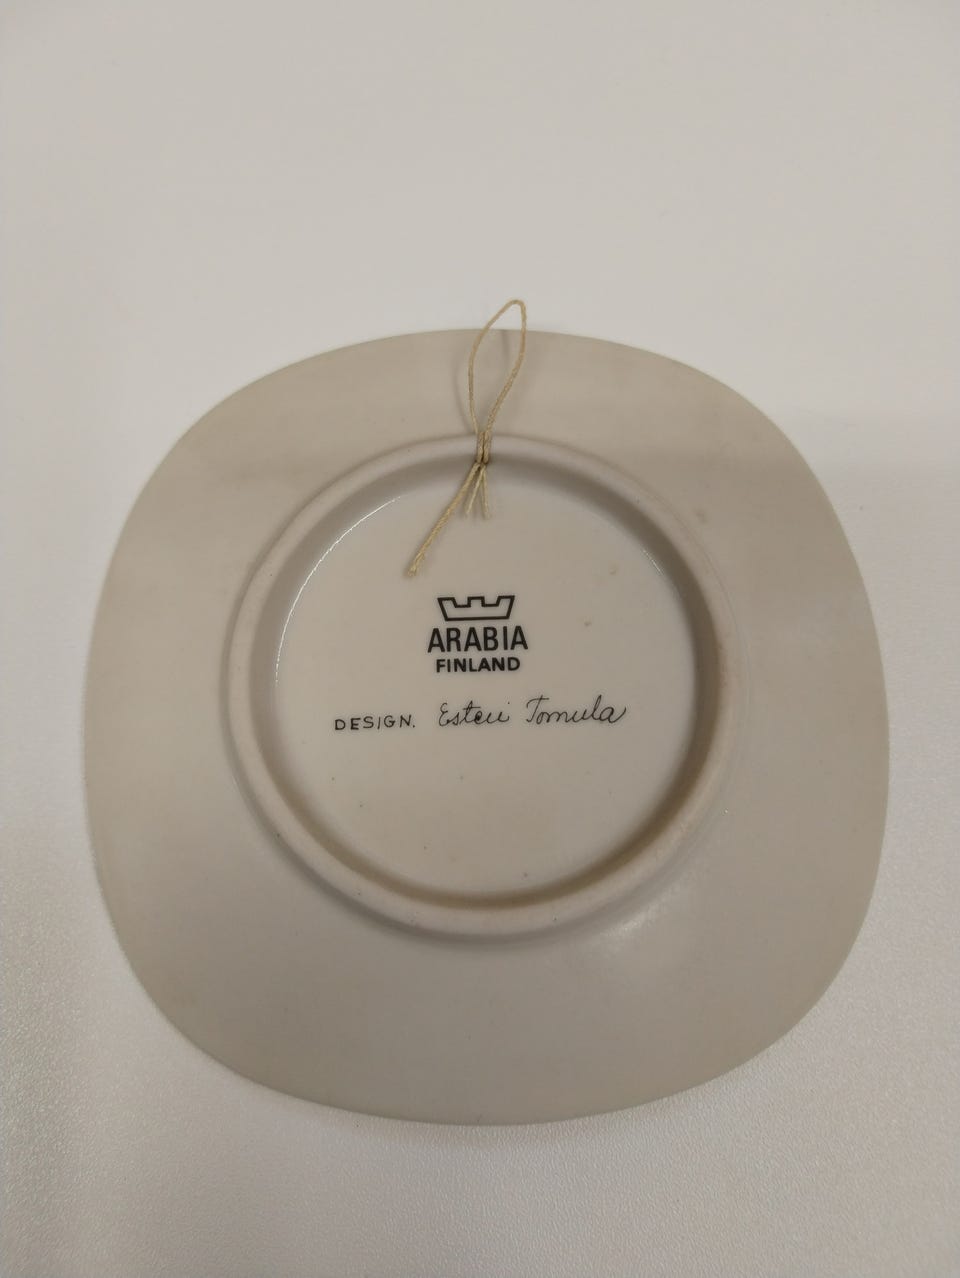 ARABIA
FINLAND
DESIGN. Esteri Tomula